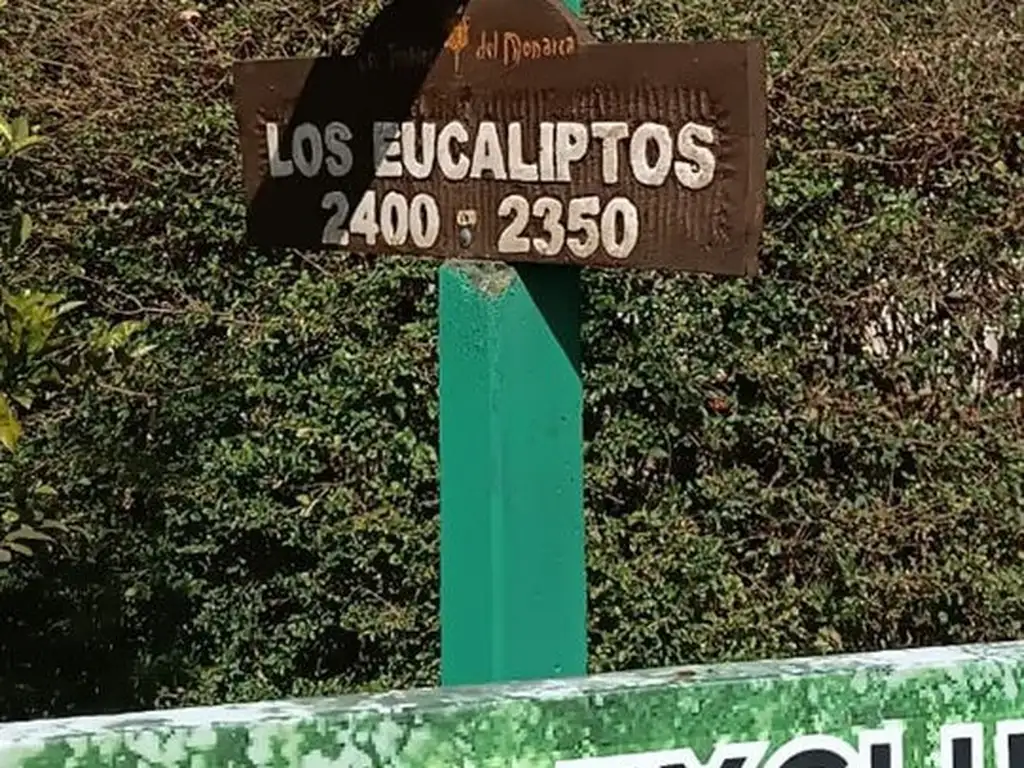 del Monarca
LOS EUCALIPTOS
2400 - 2350